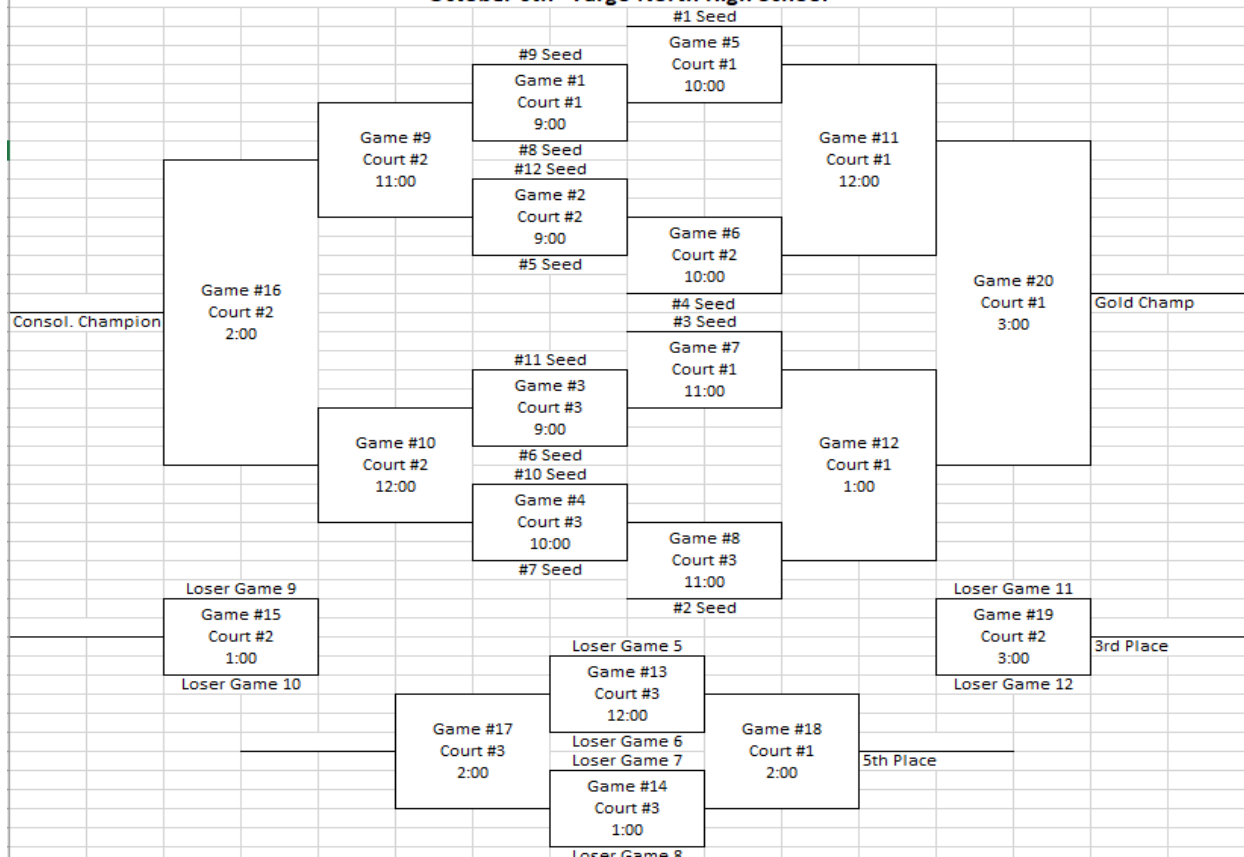 #1 Seed
Game #5
Court #1
10:00
#9 Seed
Game #1
Court #1
9:00
#8 Seed
Game #9
Court #2
11:00
Game #11
Court #1
12:00
#12 Seed
Game #2
Court #2
9:00
#5 Seed
Game #6
Court #2
10:00
#4 Seed
Game #16
Court #2
2:00
Consol. Champion
Game #20
Court #1
3:00
Gold Champ
#3 Seed
Game #7
Court #1
11:00
#11 Seed
Game #3
Court #3
9:00
#6 Seed
Game #10
Court #2
12:00
Game #12
Court #1
1:00
#10 Seed
Game #4
Court #3
10:00
#7 Seed
Game #8
Court #3
11:00
#2 Seed
Loser Game 9
Game #15
Court #2
1:00
Loser Game 10
Loser Game 11
Game #19
Court #2
3:00
Loser Game 12
3rd Place
Loser Game 5
Game #13
Court #3
12:00
Loser Game 6
Game #17
Court #3
2:00
Game #18
Court #1
2:00
5th Place
Loser Game 7
Game #14
Court #3
1:00
Loser Game 8